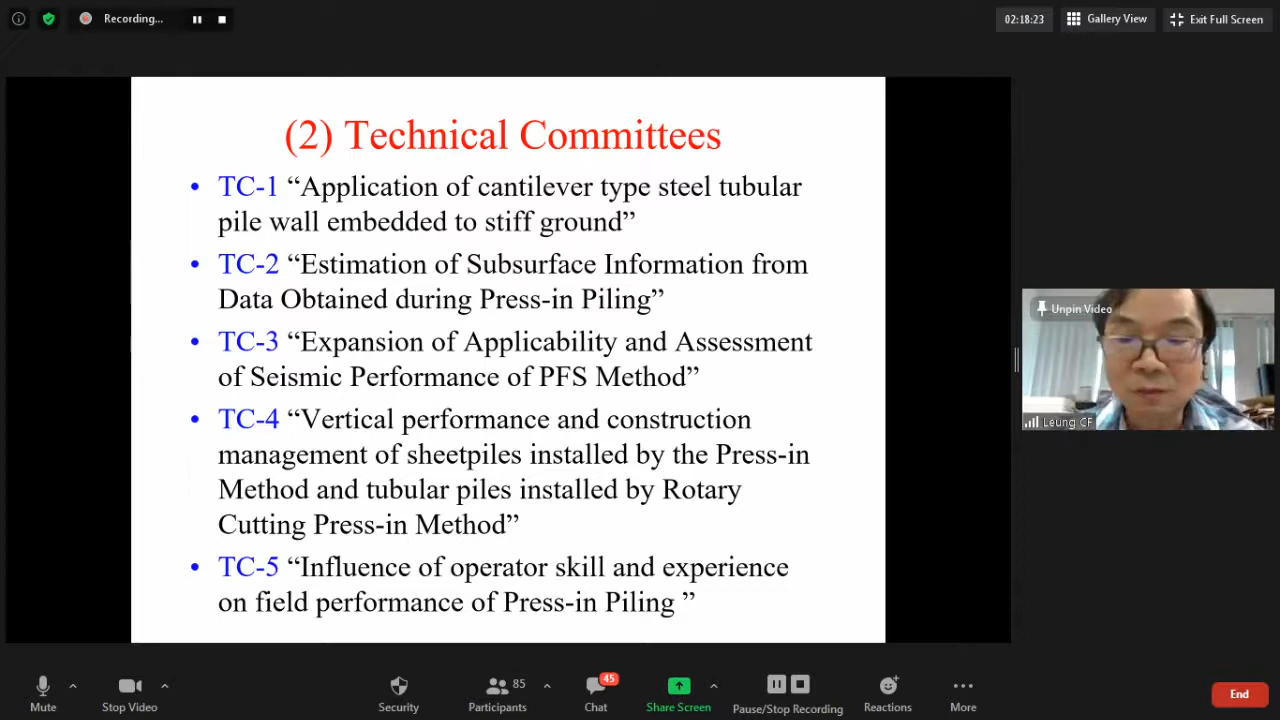 Recording...
02:18:23
Gallery View
Exit Full Screen
(2) Technical Committees
• TC-1 “Application of cantilever type steel tubular
pile wall embedded to stiff ground”
• TC-2 “Estimation of Subsurface Information from
Data Obtained during Press-in Piling”
• TC-3 “Expansion of Applicability and Assessment
of Seismic Performance of PFS Method”
• TC-4 “Vertical performance and construction
management of sheetpiles installed by the Press-in
Method and tubular piles installed by Rotary
Cutting Press-in Method”
• TC-5 “Influence of operator skill and experience
on field performance of Press-in Piling ”
Unpin Video
Leung CF
Mute
Stop Video
Security
85
Participants
45
Chat
Share Screen
Pause/Stop Recording
Reactions
More
End